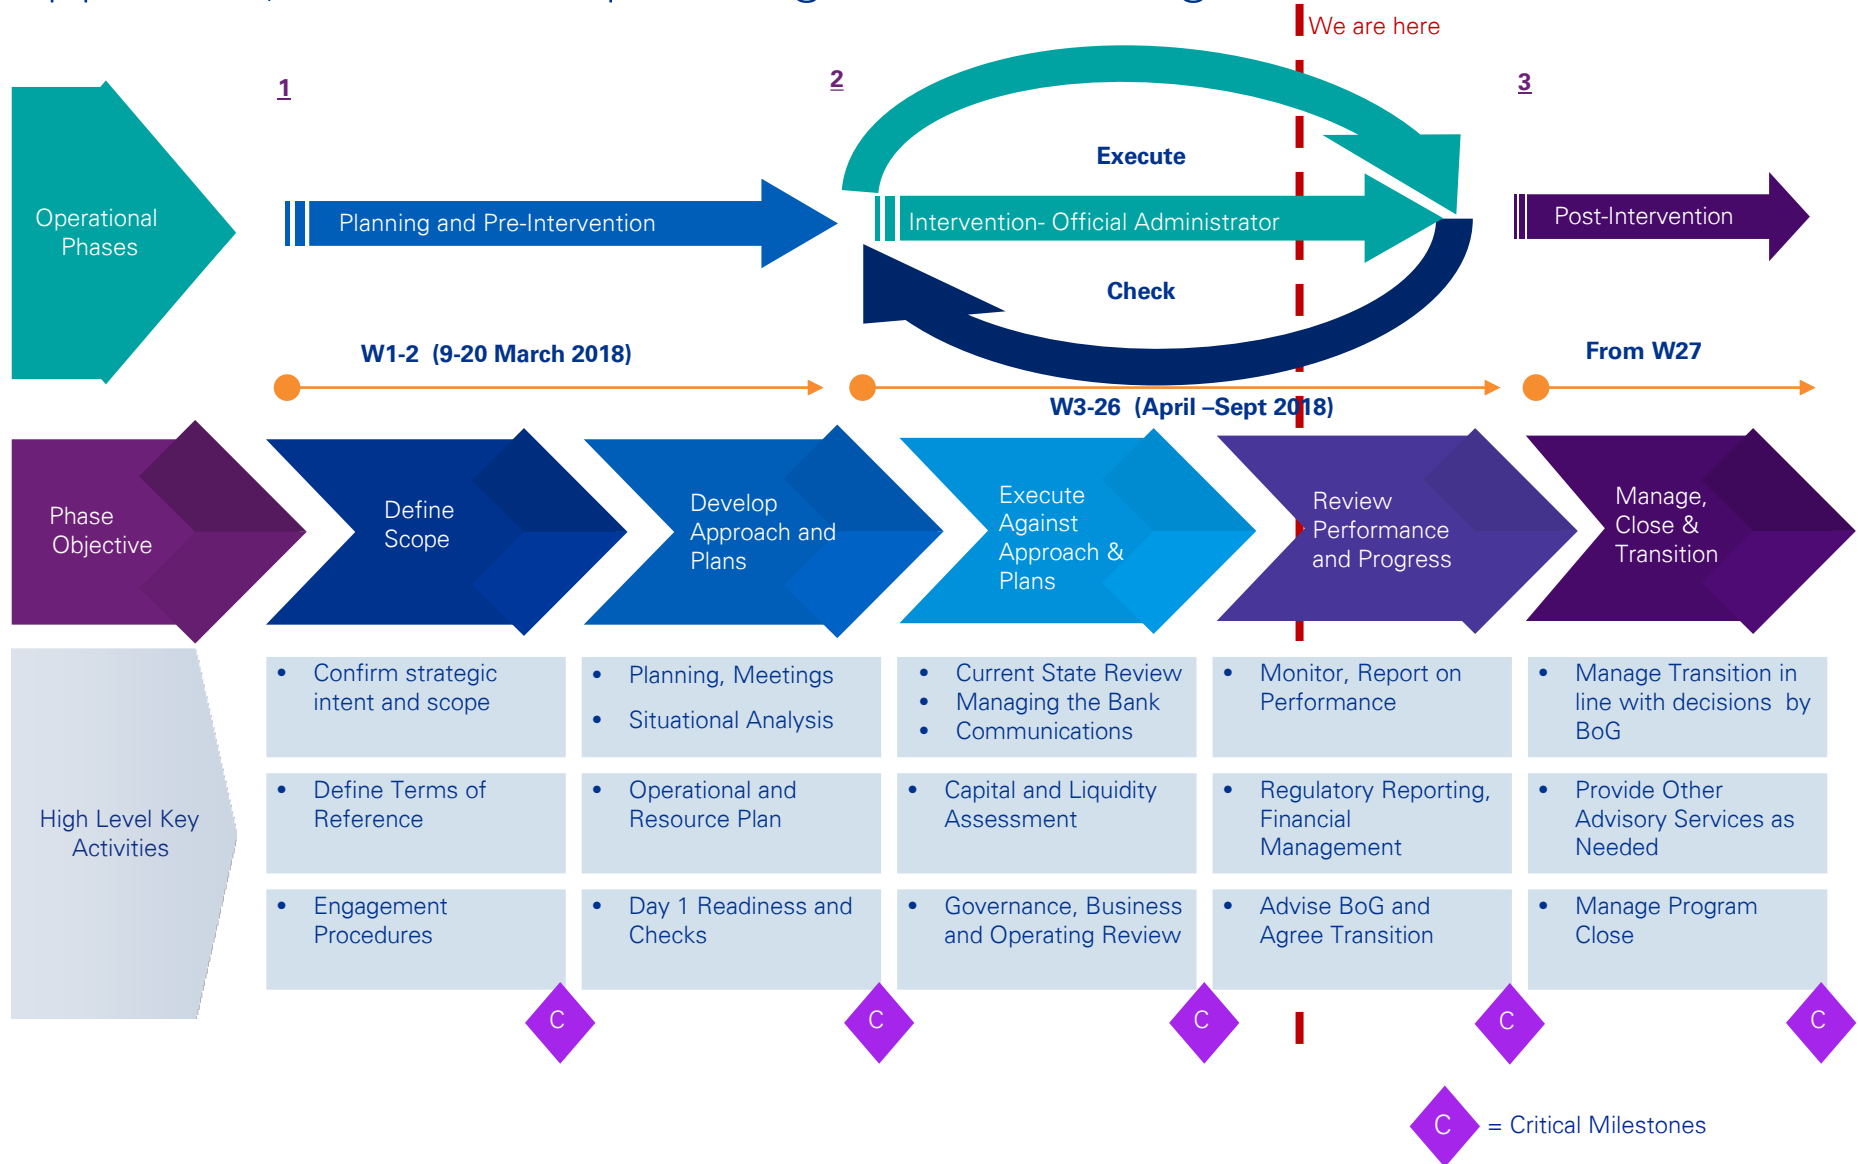 We are here
1
2
3
Operational
Phases
Planning and Pre-Intervention
Execute
Intervention- Official Administrator
Check
Post-Intervention
W1-2 (9-20 March 2018)
W3-26 (April –Sept 2018)
From W27
Phase
Objective
Define
Scope
Develop
Approach and
Plans
Execute
Against
Approach &
Plans
Review
Performance
and Progress
Manage,
Close &
Transition
High Level Key
Activities
• Confirm strategic
intent and scope
• Planning, Meetings
• Situational Analysis
• Current State Review
• Managing the Bank
• Communications
• Monitor, Report on
Performance
• Manage Transition in
line with decisions by
BoG
• Define Terms of
Reference
• Operational and
Resource Plan
• Capital and Liquidity
Assessment
• Regulatory Reporting,
Financial
Management
• Provide Other
Advisory Services as
Needed
• Engagement
Procedures
• Day 1 Readiness and
Checks
• Governance, Business
and Operating Review
• Advise BoG and
Agree Transition
• Manage Program
Close
C
C
C
C
C
C = Critical Milestones